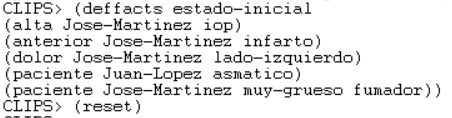 CLIPS> (deffacts estado-inicial
(alta Jose-Martinez iop)
(anterior Jose-Martinez infarto)
(dolor Jose-Martinez lado-izquierdo)
(paciente Juan-Lopez asmatico)
(paciente Jose-Martinez muy-grueso fumador))
CLIPS> (reset)